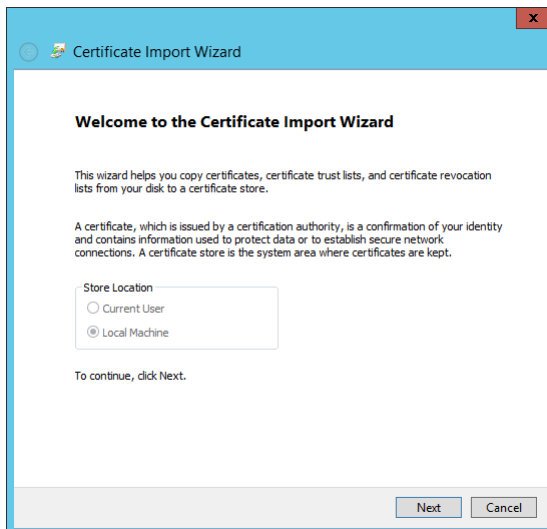 x
Certificate Import Wizard
Welcome to the Certificate Import Wizard
This wizard helps you copy certificates, certificate trust lists, and certificate revocation
lists from your disk to a certificate store.
A certificate, which is issued by a certification authority, is a confirmation of your identity
and contains information used to protect data or to establish secure network
connections. A certificate store is the system area where certificates are kept.
Store Location
Current User
Local Machine
To continue, click Next.
Next Cancel